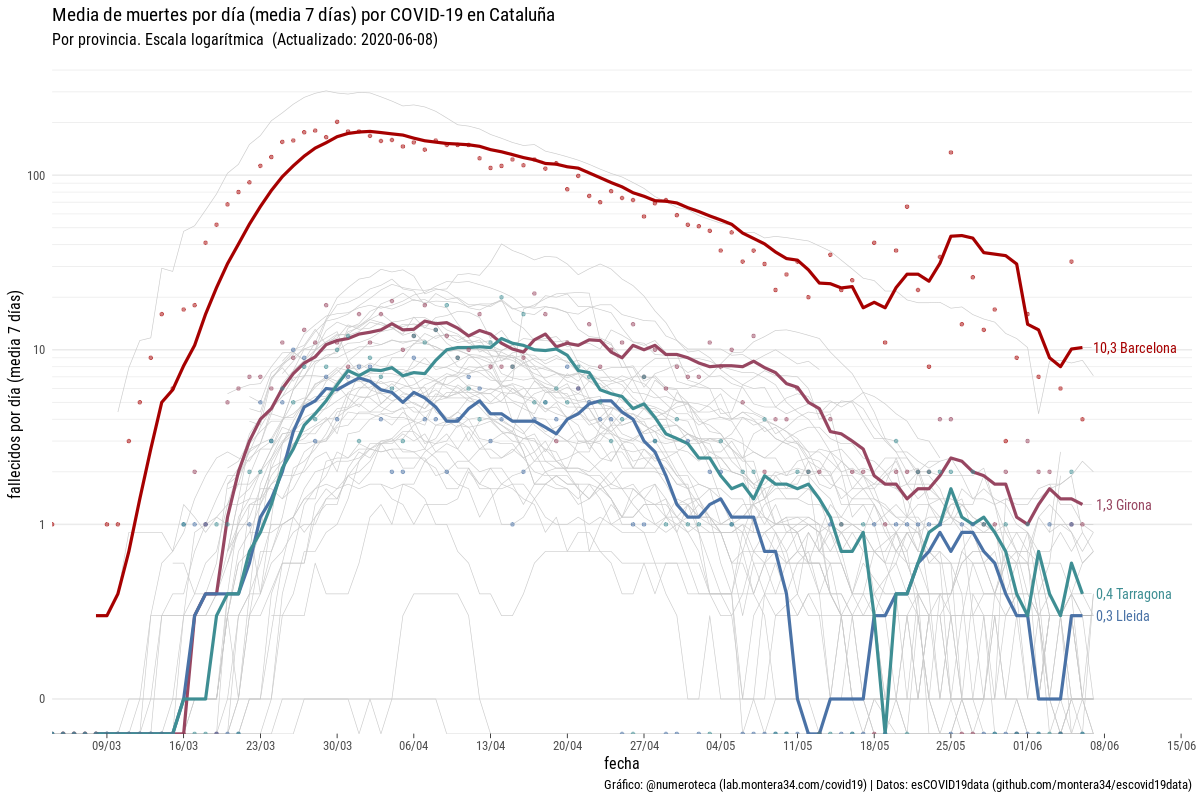 Media de muertes por día (media 7 días) por COVID-19 en Cataluña
Por provincia. Escala logarítmica (Actualizado: 2020-06-08)
fallecidos por día (media 7 días)
100
10
1
0
10,3 Barcelona
1,3 Girona
0,4 Tarragona
0,3 Lleida
09/03 16/03 23/03 30/03 06/04 13/04 20/04 27/04 04/05 11/05 18/05 25/05 01/06 08/06 15/06
fecha
Gráfico: @numeroteca (lab.montera34.com/covid19) | Datos: esCOVID19data (github.com/montera34/escovid19data)